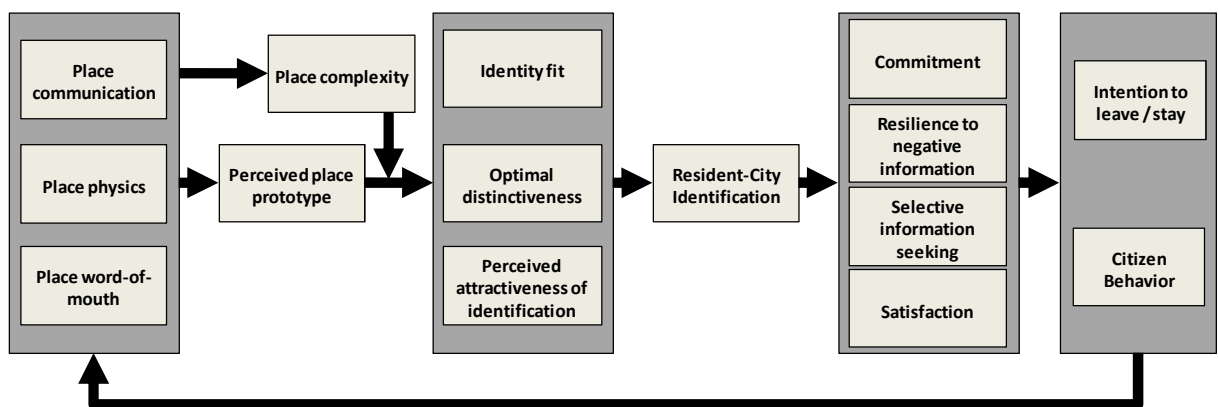 Place
communication
Place physics
Place word-of-
mouth
Place complexity
Perceived place
prototype
Identity fit
Optimal
distinctiveness
Perceived
attractiveness of
identification
Resident-City
Identification
Commitment
Resilience to
negative
information
Selective
information
seeking
Satisfaction
Intention to
leave / stay
Citizen
Behavior